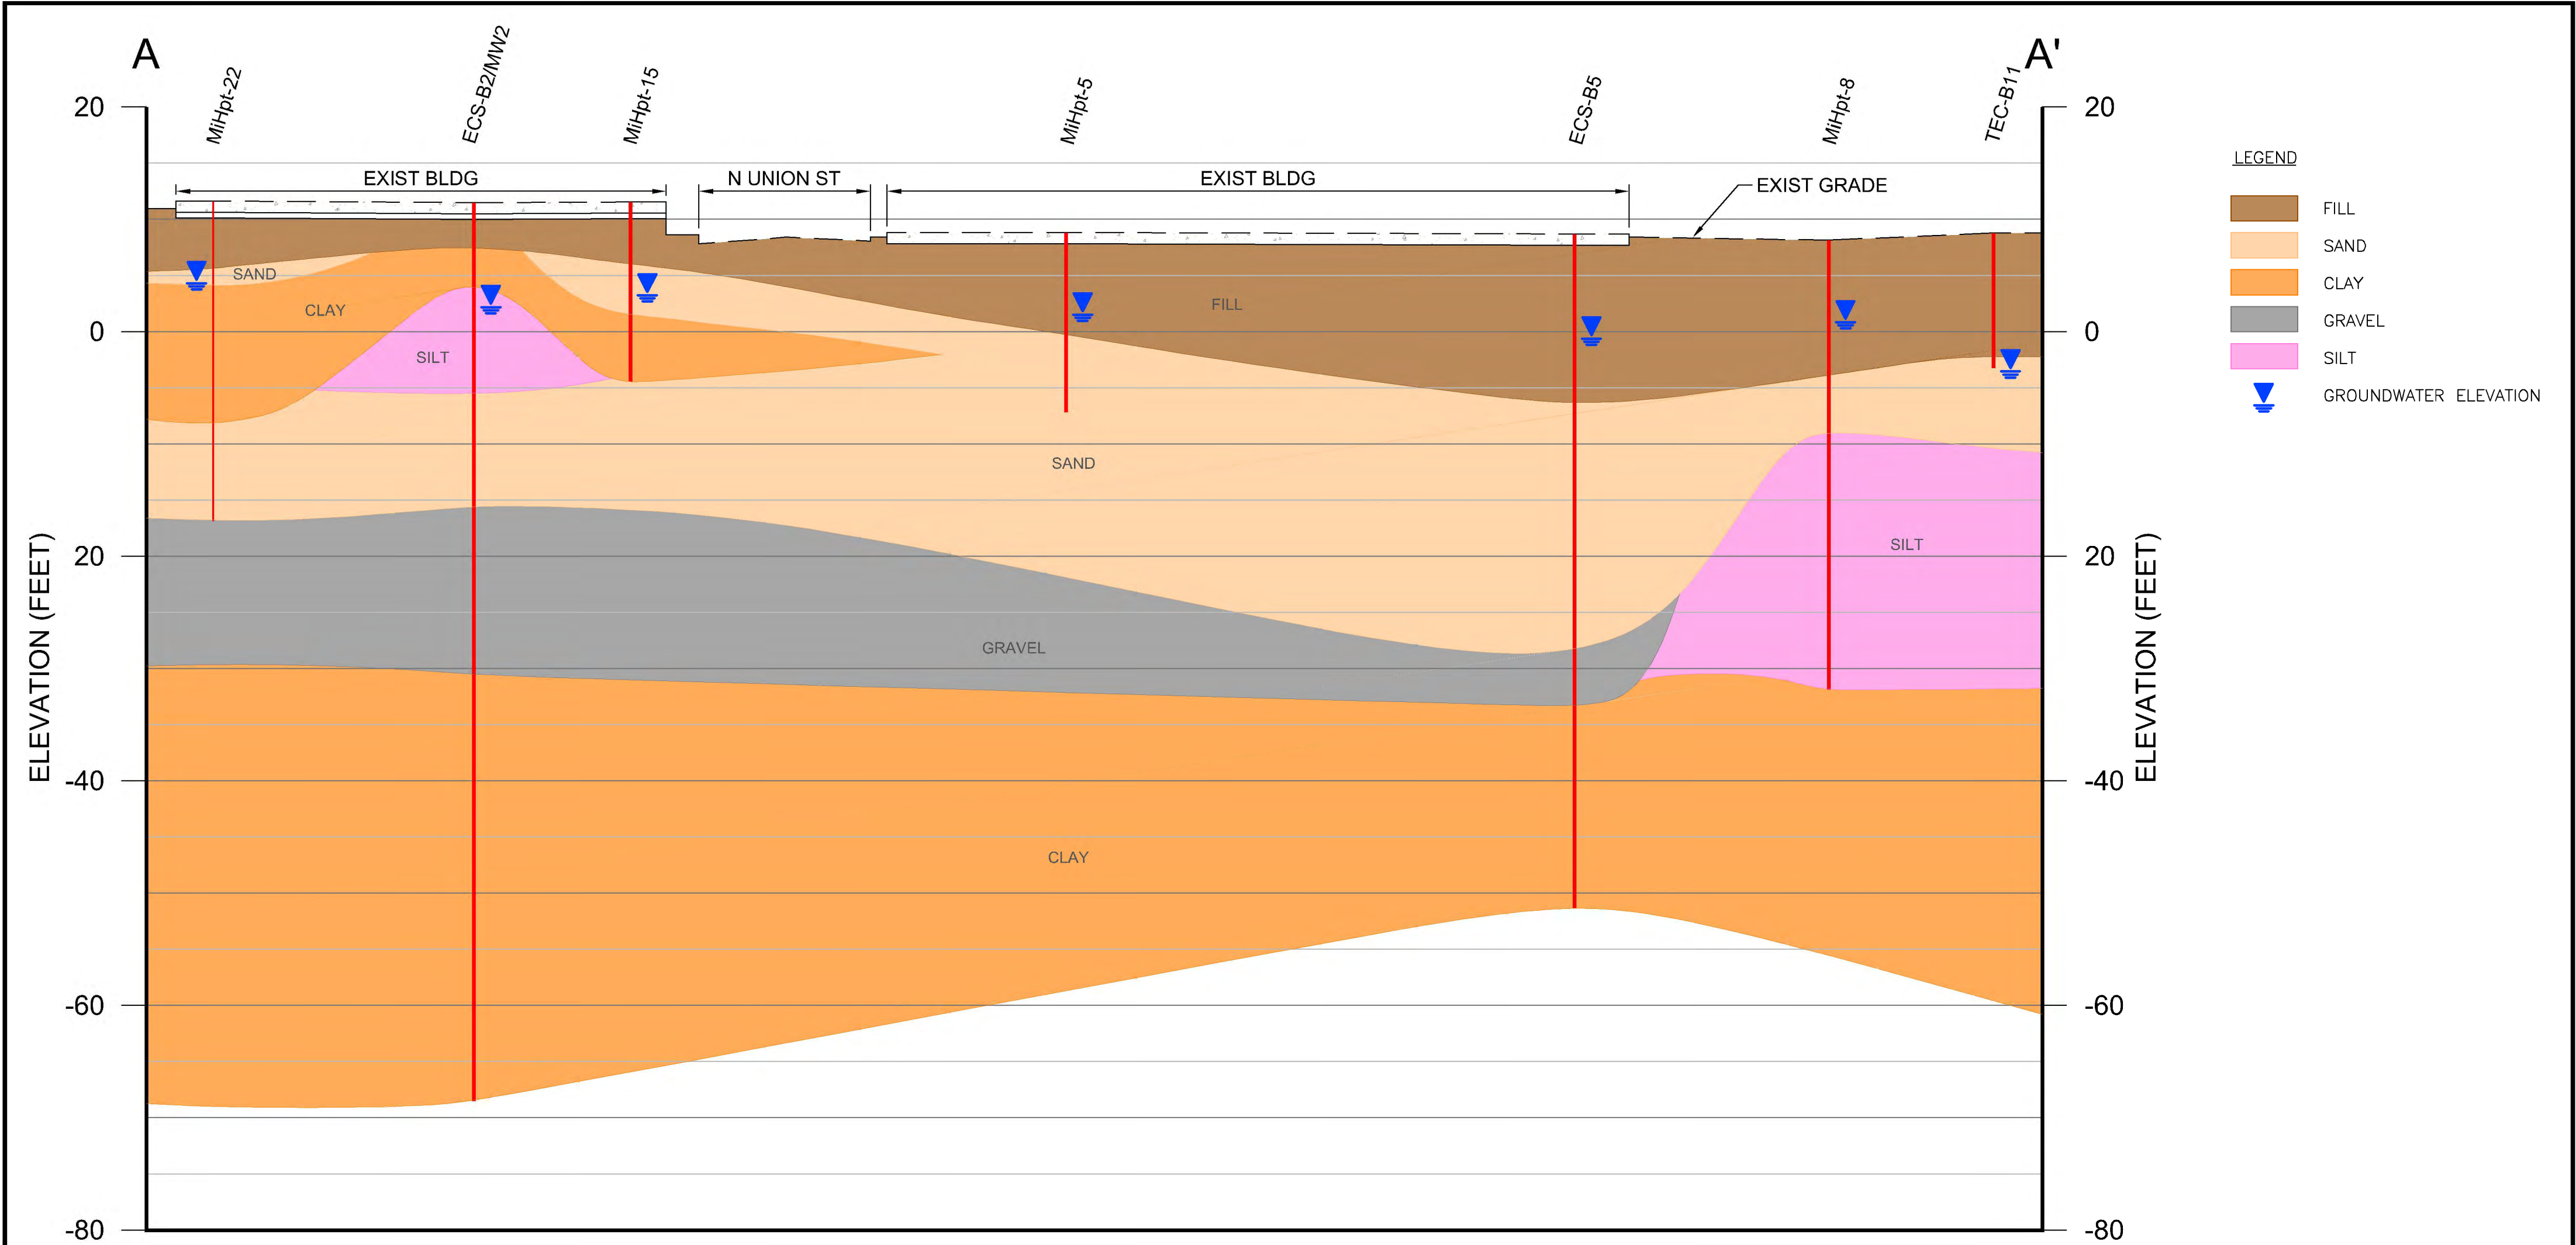 A
A'
MiHpt-22
ECS-B2/MW2
MiHpt-15
MiHpt-5
ECS-B5
MiHpt-8
TEC-B11
20
20
LEGEND
EXIST BLDG
N UNION ST
EXIST BLDG
EXIST GRADE
FILL
SAND
CLAY
GRAVEL
SILT
GROUNDWATER ELEVATION
SAND
CLAY
FILL
0
0
SILT
SAND
20
SILT
20
ELEVATION (FEET)
ELEVATION (FEET)
GRAVEL
-40
-40
CLAY
-60
-60
-80
-80